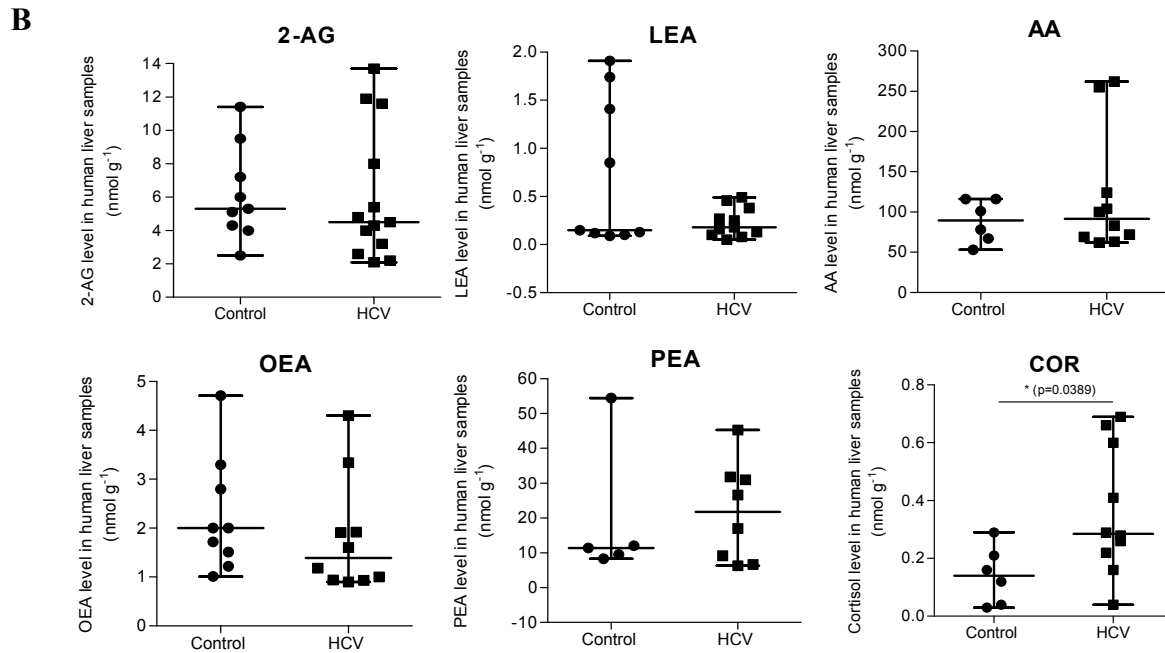 B
2-AG
2-AG level in human liver samples
(nmol g⁻¹)
14
12
10
8
6
4
2
0
Control
HCV
LEA
LEA level in human liver samples
(nmol g⁻¹)
2.0
1.5
1.0
0.5
0.0
-0.5
Control
HCV
AA
AA level in human liver samples
(nmol g⁻¹)
300
250
200
150
100
50
0
Control
HCV
OEA
OEA level in human liver samples
(nmol g⁻¹)
5
4
3
2
1
0
Control
HCV
PEA
PEA level in human liver samples
(nmol g⁻¹)
60
50
40
30
20
10
0
-10
Control
HCV
COR
Cortisol level in human liver samples
(nmol g⁻¹)
0.8
0.6
0.4
0.2
0.0
* (p=0.0389)
Control
HCV